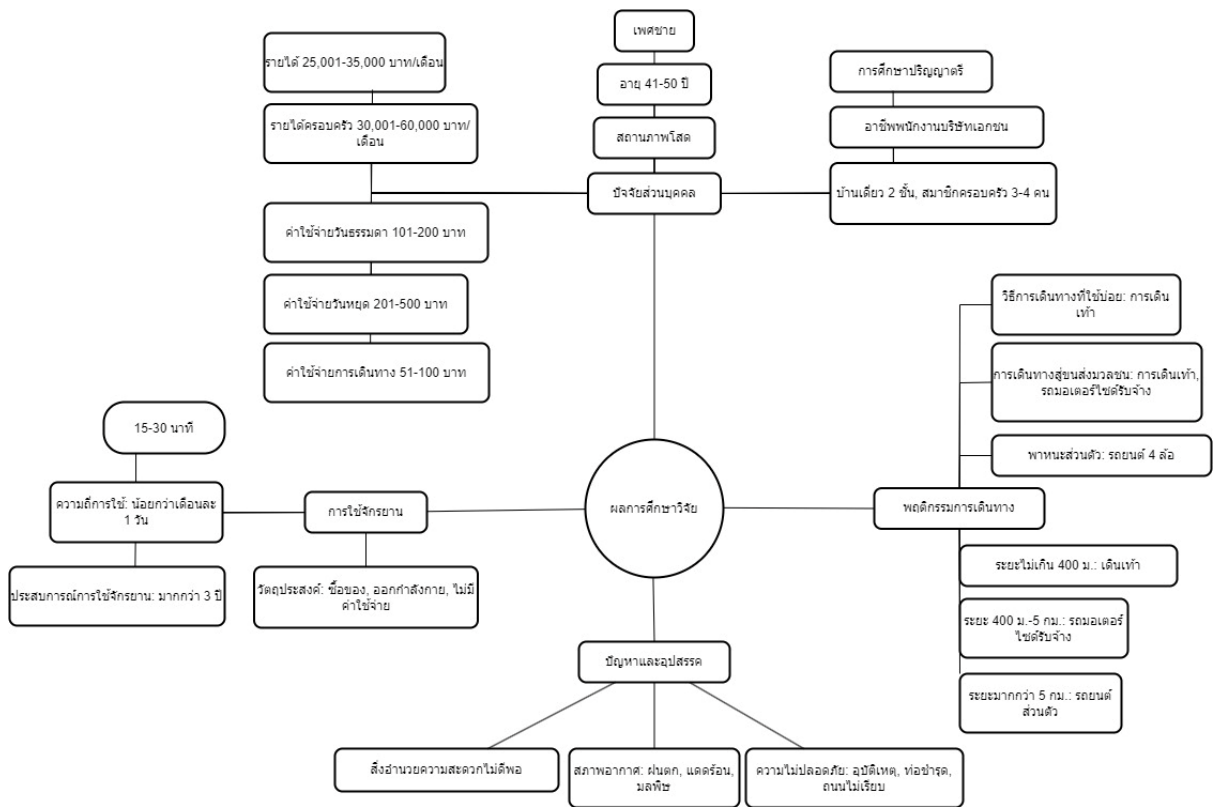 เพศชาย
อายุ 41-50 ปี
สถานภาพโสด
ปัจจัยส่วนบุคคล
รายได้ 25,001-35,000 บาท/เดือน
รายได้ครอบครัว 30,001-60,000 บาท/
เดือน
ค่าใช้จ่ายวันธรรมดา 101-200 บาท
ค่าใช้จ่ายวันหยุด 201-500 บาท
ค่าใช้จ่ายการเดินทาง 51-100 บาท
การศึกษาปริญญาตรี
อาชีพพนักงานบริษัทเอกชน
บ้านเดี่ยว 2 ชั้น, สมาชิกครอบครัว 3-4 คน
วิธีการเดินทางที่ใช้บ่อย: การเดิน
เท้า
การเดินทางสู่ขนส่งมวลชน: การเดินเท้า,
รถมอเตอร์ไซต์รับจ้าง
พาหนะส่วนตัว: รถยนต์ 4 ล้อ
พฤติกรรมการเดินทาง
ระยะไม่เกิน 400 ม.: เดินเท้า
ระยะ 400 ม.-5 กม.: รถมอเตอร์
ไซต์รับจ้าง
ระยะมากกว่า 5 กม.: รถยนต์
ส่วนตัว
ผลการศึกษาวิจัย
15-30 นาที
ความถี่การใช้: น้อยกว่าเดือนละ
1 วัน
ประสบการณ์การใช้จักรยาน: มากกว่า 3 ปี
การใช้จักรยาน
วัตถุประสงค์: ซื้อของ, ออกกำลังกาย, ไม่มี
ค่าใช้จ่าย
ปัญหาและอุปสรรค
สิ่งอำนวยความสะดวกไม่ดีพอ
สภาพอากาศ: ฝนตก, แดดร้อน,
มลพิษ
ความไม่ปลอดภัย: อุบัติเหตุ, ท่อชำรุด,
ถนนไม่เรียบ